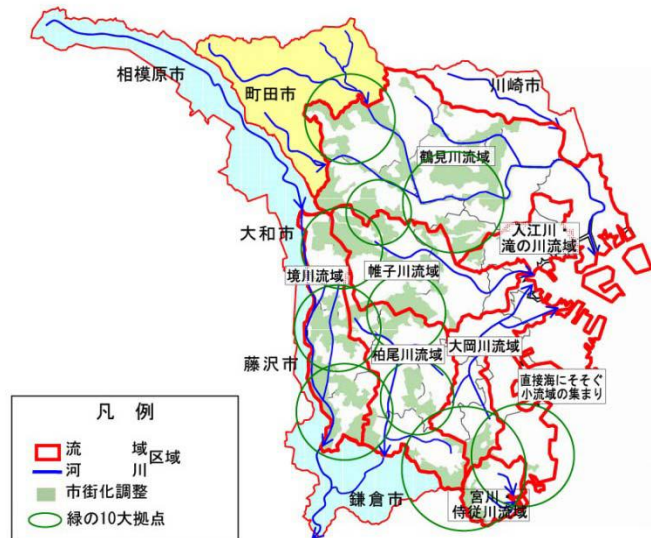 相模原市
町田市
川崎市
鶴見川流域
大和市
入江川・
滝の川流域
境川流域
帷子川流域
藤沢市
柏尾川流域
大岡川流域
直接海にそそぐ
小流域の集まり
鎌倉市
宮川
侍従川流域
凡 例
流 域
河 川
区域
市街化調整
緑の10大拠点